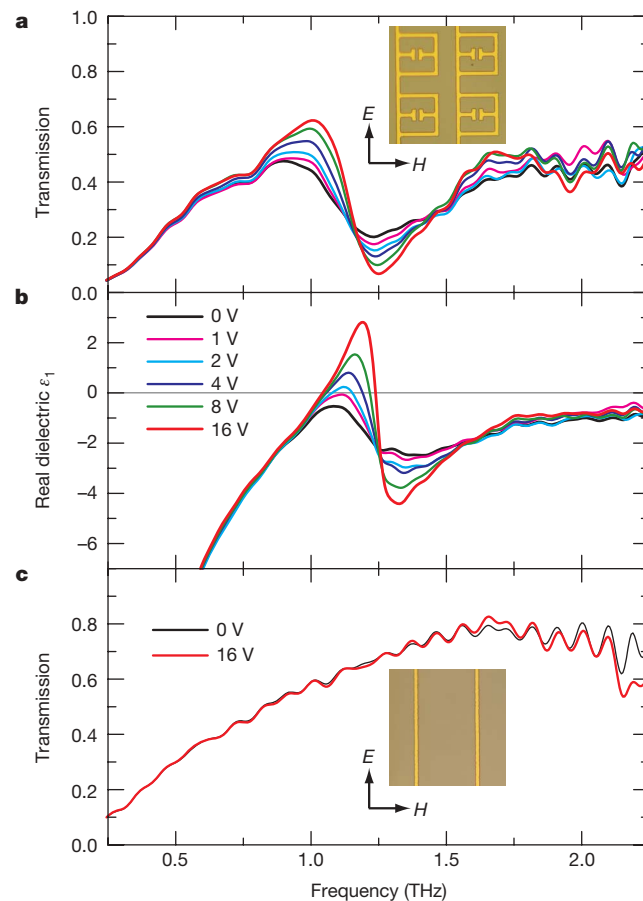 a
Transmission
1.0
0.8
0.6
0.4
0.2
0.0
E
H
b
Real dielectric ε₁
2
0
−2
−4
−6
0 V
1 V
2 V
4 V
8 V
16 V
c
Transmission
0.8
0.6
0.4
0.2
0.0
0 V
16 V
E
H
0.5
1.0
1.5
2.0
Frequency (THz)